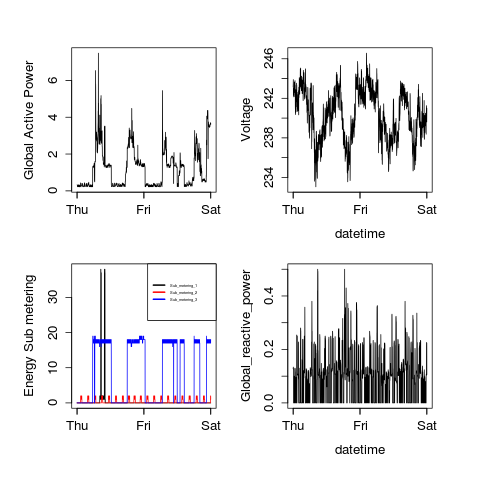 Global Active Power
6
4
2
0
Thu Fri Sat
Voltage
246
242
238
234
Thu Fri Sat
datetime
Energy Sub metering
30
20
10
0
Sub_metering_1
Sub_metering_2
Sub_metering_3
Thu Fri Sat
Global_reactive_power
0.4
0.2
0.0
Thu Fri Sat
datetime